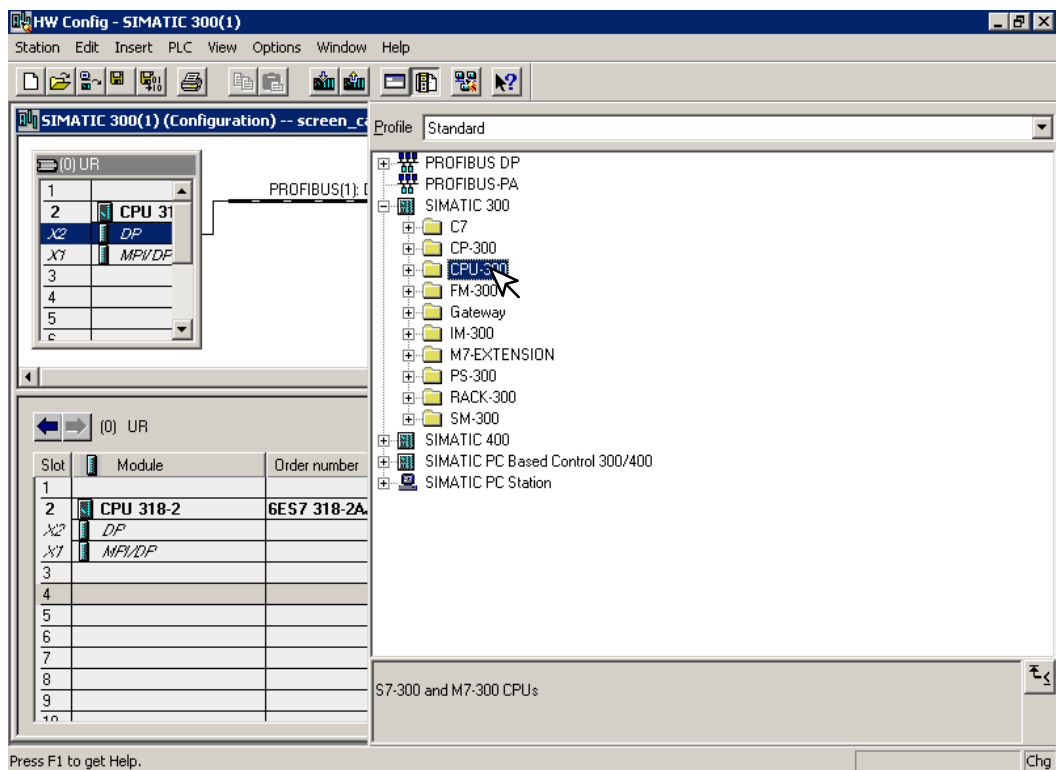 HW Config - SIMATIC 300(1)
Station Edit Insert PLC View Options Window Help
SIMATIC 300(1) (Configuration) -- screen_ca
(0) UR
1
2 CPU 31
X2 DP
X1 MPI/DP
3
4
5
6
PROFIBUS(1): D
(0) UR
Slot Module Order number
1
2 CPU 318-2 6ES7 318-2A
X2 DP
X1 MPI/DP
3
4
5
6
7
8
9
10
Profile Standard
PROFIBUS DP
PROFIBUS-PA
SIMATIC 300
C7
CP-300
CPU-300
FM-300
Gateway
IM-300
M7-EXTENSION
PS-300
RACK-300
SM-300
SIMATIC 400
SIMATIC PC Based Control 300/400
SIMATIC PC Station
S7-300 and M7-300 CPUs
Press F1 to get Help.
Chg